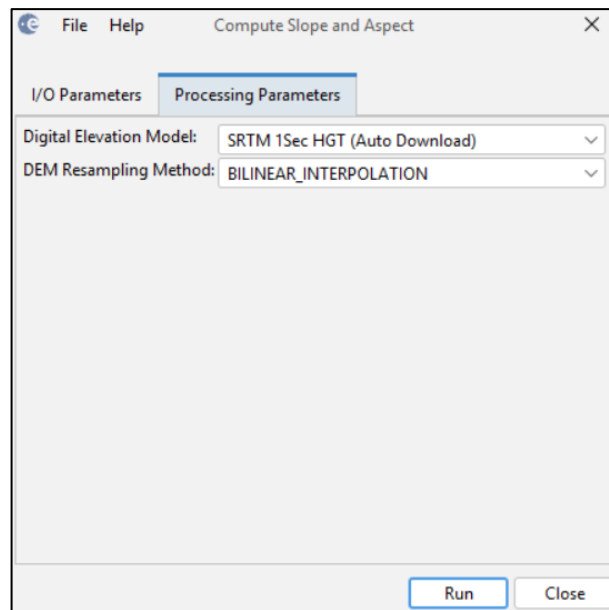 File Help Compute Slope and Aspect
I/O Parameters Processing Parameters
Digital Elevation Model: SRTM 1Sec HGT (Auto Download)
DEM Resampling Method: BILINEAR_INTERPOLATION
Run Close